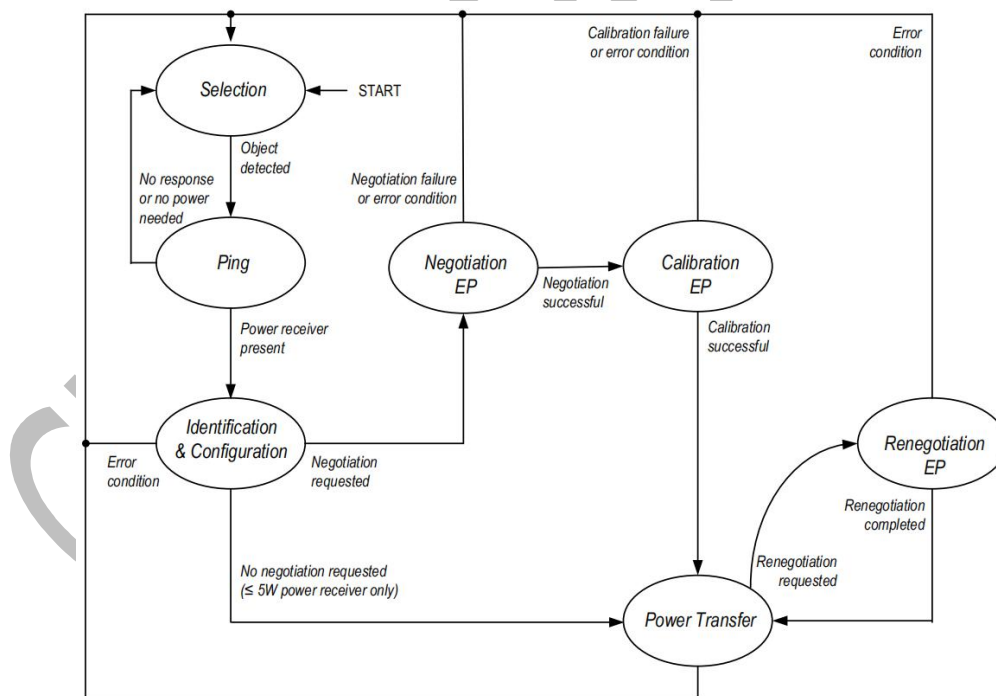 Calibration failure
or error condition
Error
condition
Selection
START
Object
detected
No response
or no power
needed
Negotiation failure
or error condition
Ping
Negotiation
EP
Negotiation
successful
Calibration
EP
Power receiver
present
Calibration
successful
Identification
& Configuration
Error
condition
Negotiation
requested
Renegotiation
EP
Renegotiation
completed
No negotiation requested
(≤ 5W power receiver only)
Renegotiation
requested
Power Transfer